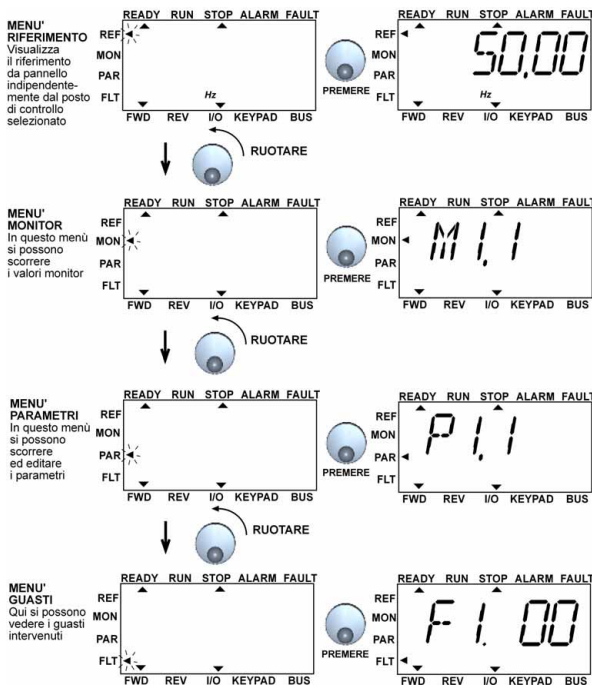 READY RUN STOP ALARM FAULT
READY RUN STOP ALARM FAULT
MENU'
RIFERIMENTO
Visualizza
il riferimento
da pannello
indipendente-
mente dal posto
di controllo
selezionato
REF
MON
PAR
FLT
Hz
FWD REV I/O KEYPAD BUS
PREMERE
REF
MON
PAR
FLT
50,00
Hz
FWD REV I/O KEYPAD BUS
RUOTARE
READY RUN STOP ALARM FAULT
READY RUN STOP ALARM FAULT
MENU'
MONITOR
In questo menù
si possono
scorrere
i valori monitor
REF
MON
PAR
FLT
FWD REV I/O KEYPAD BUS
PREMERE
REF
MON
PAR
FLT
M1.1
FWD REV I/O KEYPAD BUS
RUOTARE
READY RUN STOP ALARM FAULT
READY RUN STOP ALARM FAULT
MENU'
PARAMETRI
In questo menù
si possono
scorrere
ed editare
i parametri
REF
MON
PAR
FLT
FWD REV I/O KEYPAD BUS
PREMERE
REF
MON
PAR
FLT
P1.1
FWD REV I/O KEYPAD BUS
RUOTARE
READY RUN STOP ALARM FAULT
READY RUN STOP ALARM FAULT
MENU'
GUASTI
Qui si possono
vedere i guasti
intervenuti
REF
MON
PAR
FLT
FWD REV I/O KEYPAD BUS
PREMERE
REF
MON
PAR
FLT
F1. 00
FWD REV I/O KEYPAD BUS